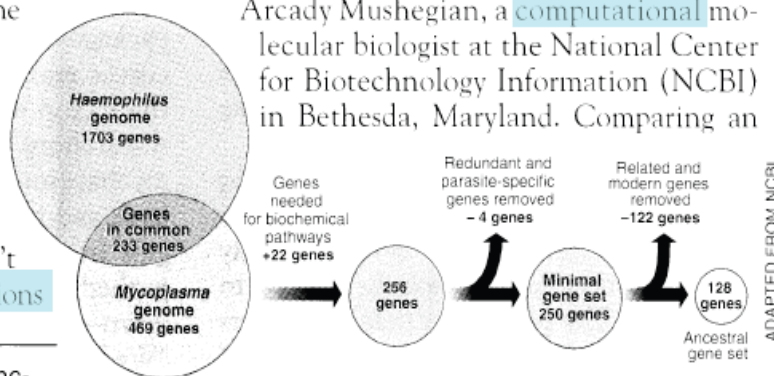 ne
Arcady Mushegian, a computational mo-
lecular biologist at the National Center
for Biotechnology Information (NCBI)
in Bethesda, Maryland. Comparing an
Haemophilus
genome
1703 genes
Genes
in common
233 genes
Mycoplasma
genome
469 genes
't
ions
Genes
needed
for biochemical
pathways
+22 genes
256
genes
Redundant and
parasite-specific
genes removed
– 4 genes
Minimal
gene set
250 genes
Related and
modern genes
removed
–122 genes
128
genes
Ancestral
gene set
ADAPTED FROM NCBI